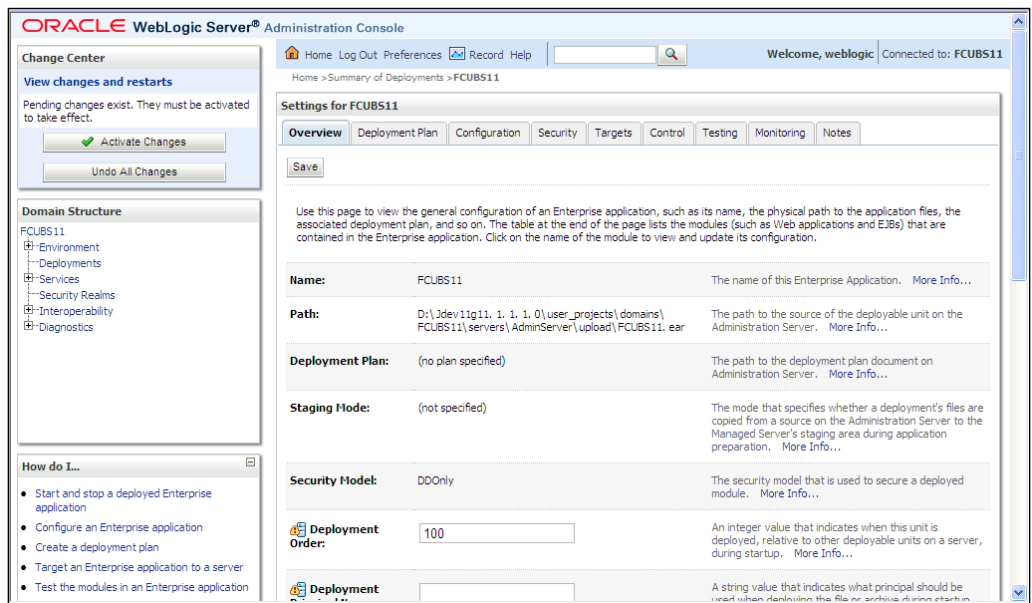 ORACLE WebLogic Server® Administration Console
Change Center
View changes and restarts
Pending changes exist. They must be activated
to take effect.
Activate Changes
Undo All Changes
Domain Structure
FCUBS11
Environment
Deployments
Services
Security Realms
Interoperability
Diagnostics
How do I...
Start and stop a deployed Enterprise
application
Configure an Enterprise application
Create a deployment plan
Target an Enterprise application to a server
Test the modules in an Enterprise application
Home Log Out Preferences Record Help
Welcome, weblogic Connected to: FCUBS11
Home >Summary of Deployments >FCUBS11
Settings for FCUBS11
Overview Deployment Plan Configuration Security Targets Control Testing Monitoring Notes
Save
Use this page to view the general configuration of an Enterprise application, such as its name, the physical path to the application files, the
associated deployment plan, and so on. The table at the end of the page lists the modules (such as Web applications and EJBs) that are
contained in the Enterprise application. Click on the name of the module to view and update its configuration.
Name: FCUBS11 The name of this Enterprise Application. More Info...
Path: D:\Jdev11g11. 1. 1. 1. 0\user_projects\domains\ The path to the source of the deployable unit on the
FCUBS11\servers\AdminServer\upload\FCUBS11. ear Administration Server. More Info...
Deployment Plan: (no plan specified) The path to the deployment plan document on
Administration Server. More Info...
Staging Mode: (not specified) The mode that specifies whether a deployment's files are
copied from a source on the Administration Server to the
Managed Server's staging area during application
preparation. More Info...
Security Model: DDOnly The security model that is used to secure a deployed
module. More Info...
Deployment 100 An integer value that indicates when this unit is
Order: deployed, relative to other deployable units on a server,
during startup. More Info...
Deployment A string value that indicates what principal should be
used when deploying the file or archive during startup